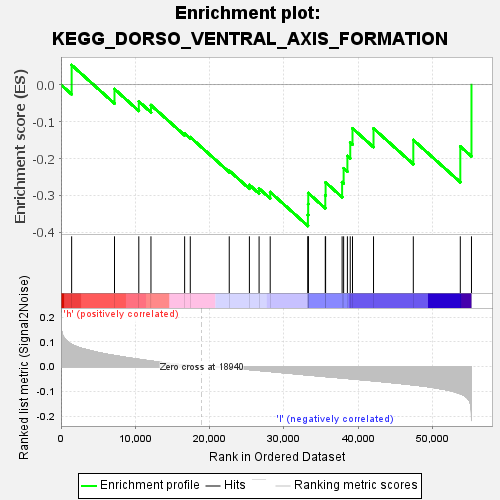 Enrichment plot:
KEGG_DORSO_VENTRAL_AXIS_FORMATION
Enrichment score (ES)
0.0
-0.1
-0.2
-0.3
-0.4
'h' (positively correlated)
Ranked list metric (Signal2Noise)
0.2
0.1
0.0
-0.1
-0.2
Zero cross at 18940
'l' (negatively correlated)
0
10,000
20,000
30,000
40,000
50,000
Rank in Ordered Dataset
Enrichment profile
Hits
Ranking metric scores